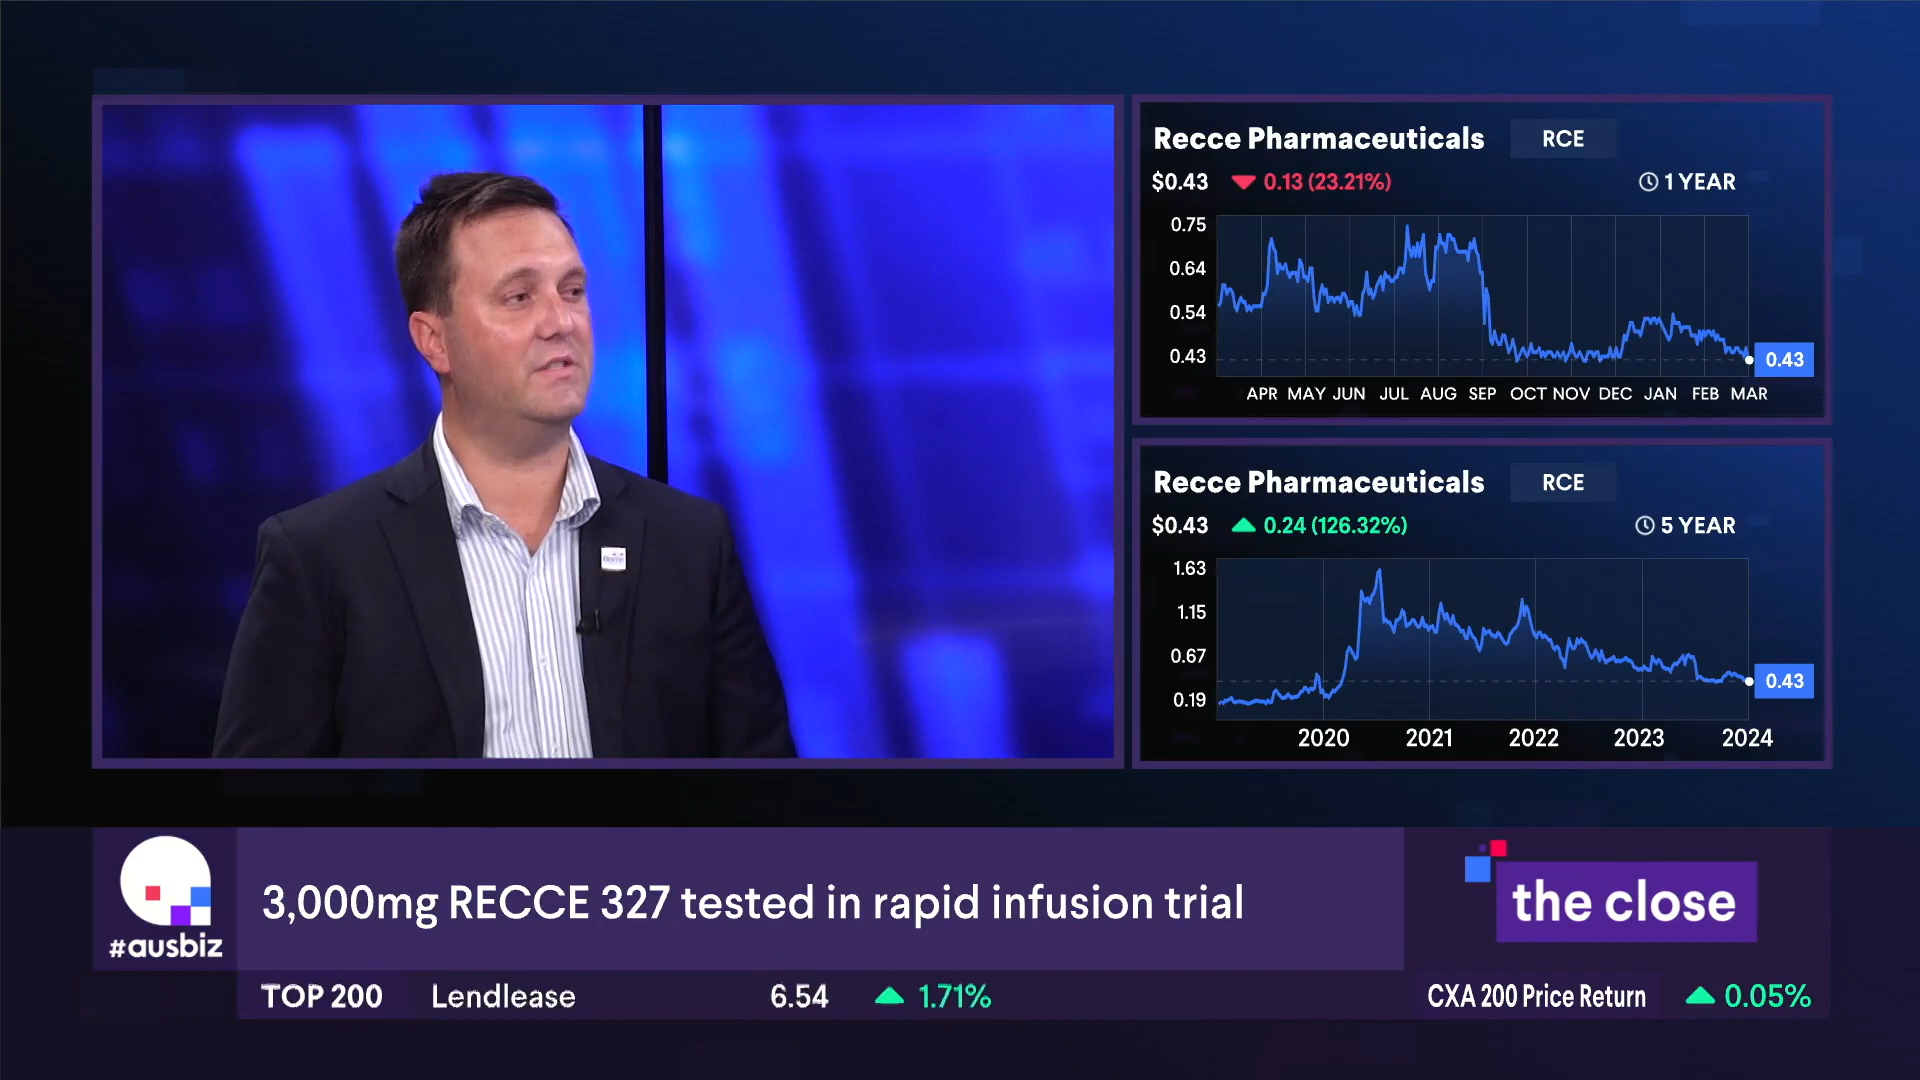 Recce Pharmaceuticals RCE
$0.43 0.13 (23.21%) 1 YEAR
0.75
0.64
0.54
0.43
0.43
APR MAY JUN JUL AUG SEP OCT NOV DEC JAN FEB MAR
Recce Pharmaceuticals RCE
$0.43 0.24 (126.32%) 5 YEAR
1.63
1.15
0.67
0.19
0.43
2020 2021 2022 2023 2024
#ausbiz
3,000mg RECCE 327 tested in rapid infusion trial
the close
TOP 200 Lendlease 6.54 1.71%
CXA 200 Price Return 0.05%